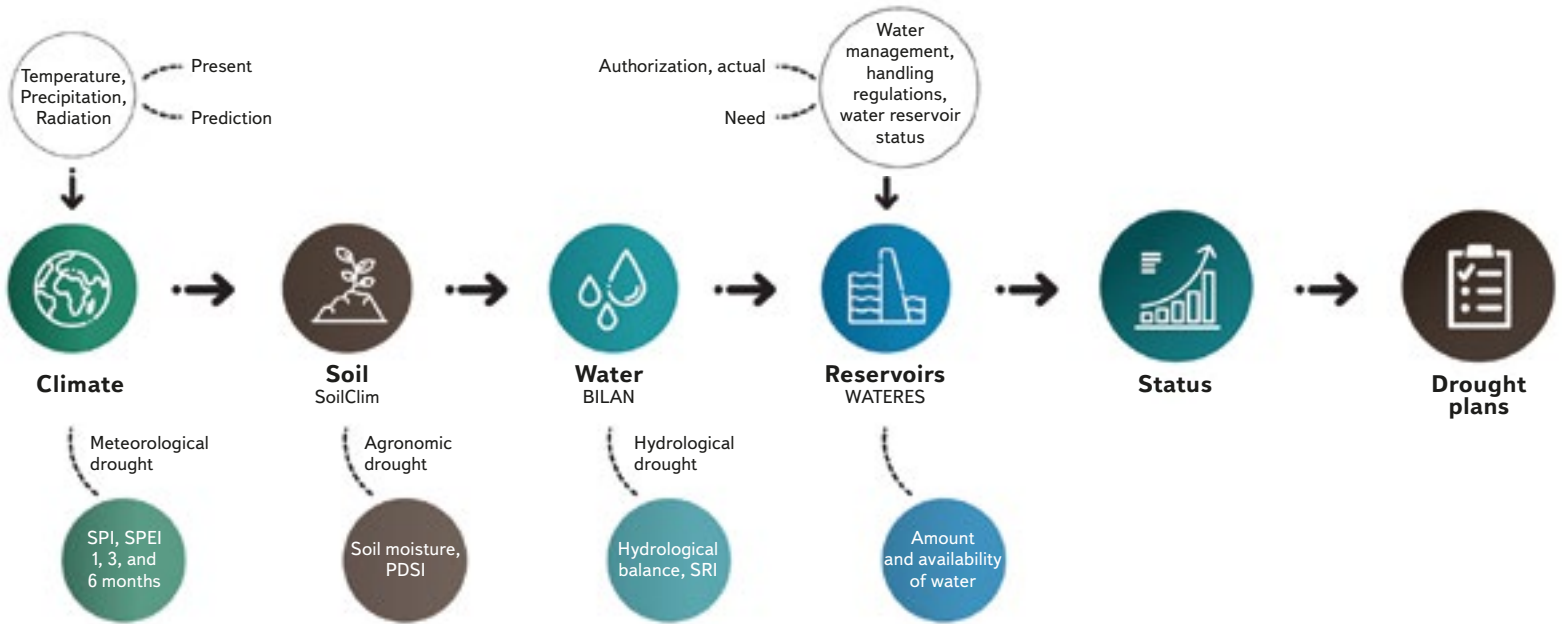 Temperature,
Precipitation,
Radiation
Present
Prediction
Authorization, actual
Need
Water
management,
handling
regulations,
water reservoir
status
Climate
Soil
SoilClim
Water
BILAN
Reservoirs
WATERES
Status
Drought
plans
Meteorological
drought
Agronomic
drought
Hydrological
drought
SPI, SPEI
1, 3, and
6 months
Soil moisture,
PDSI
Hydrological
balance, SRI
Amount
and availability
of water